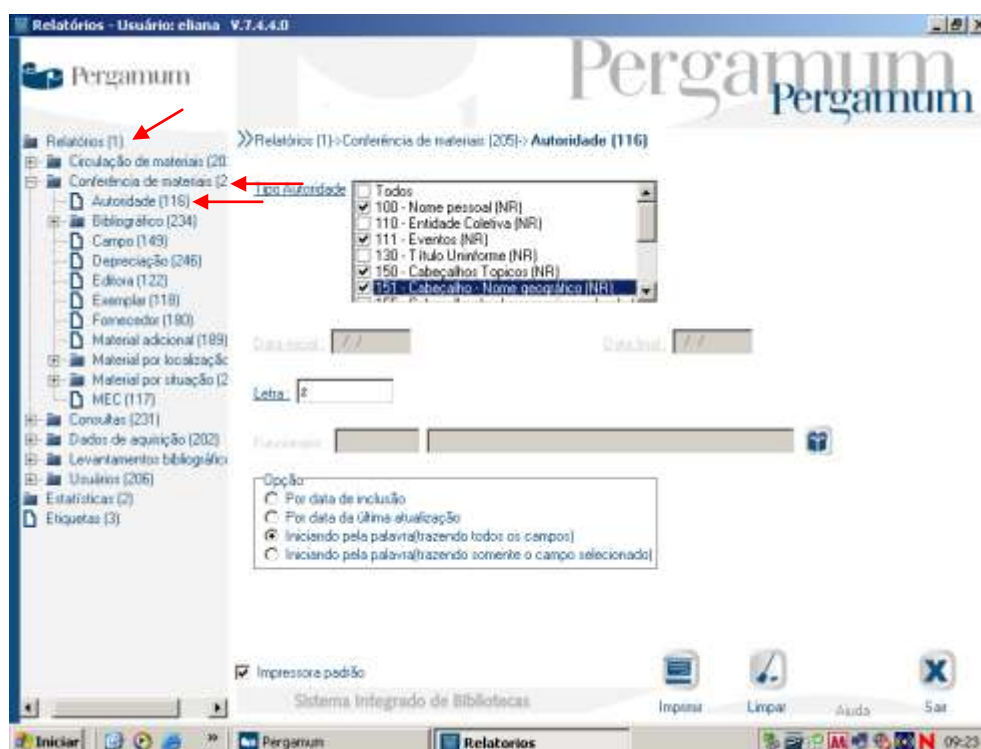 Relatórios - Usuário: eliana V.7.4.4.0
Pergamum
Pergamum
Pergamum
Relatórios (1)
Circulação de materiais (20
Conferência de materiais (2
Autoridade (116)
Bibliográfico (234)
Campo (149)
Depreciação (246)
Editora (122)
Exemplar (118)
Fornecedor (180)
Material adicional (189)
Material por localização
Material por situação (2
MEC (117)
Consultas (231)
Dados de aquisição (202)
Levantamentos bibliográfico
Usuários (206)
Estatísticas (2)
Etiquetas (3)
>>Relatórios (1)->Conferência de materiais (205)-> Autoridade (116)
Tipo Autoridade
Todos
100 - Nome pessoal (NR)
110 - Entidade Coletiva (NR)
111 - Eventos (NR)
130 - Título Uninforme (NR)
150 - Cabeçalhos Topicos (NR)
151 - Cabeçalho - Nome geográfico (NR)
Data inicial: / /
Data final: / /
Letra: z
Funcionário:
Opção
Por data de inclusão
Por data da última atualização
Iniciando pela palavra(trazendo todos os campos)
Iniciando pela palavra(trazendo somente o campo selecionado)
Impressora padrão
Sistema Integrado de Bibliotecas
Imprimir
Limpar
Ajuda
Sair
Iniciar
Pergamum
Relatorios
09:23